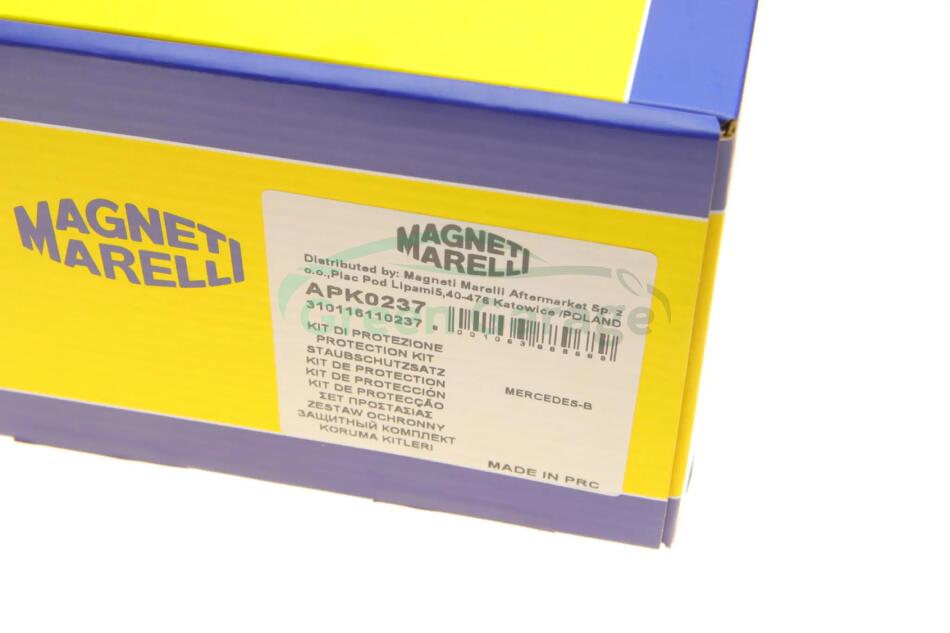 MAGNETI
MARELLI
MAGNETI
MARELLI
Distributed by: Magneti Marelli Aftermarket Sp. z
o.o.,Plac Pod Lipami5,40-476 Katowice /POLAND
APK0237
310116110237
Green Garage
KIT DI PROTEZIONE
PROTECTION KIT
STAUBSCHUTZSATZ
KIT DE PROTECTION
KIT DE PROTECCIÓN
KIT DE PROTECÇÃO
ΣΕΤ ΠΡΟΣΤΑΣΙΑΣ
ZESTAW OCHRONNY
ЗАЩИТНЫЙ КОМПЛЕКТ
KORUMA KITLERI
MERCEDES-B
MADE IN PRC